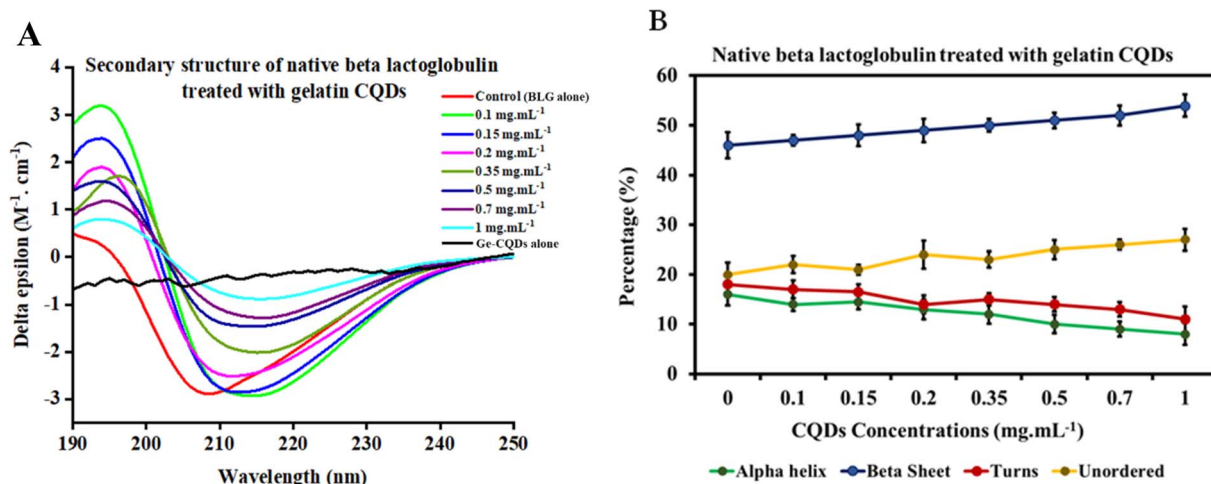 A
Secondary structure of native beta lactoglobulin
treated with gelatin CQDs
Control (BLG alone)
0.1 mg.mL⁻¹
0.15 mg.mL⁻¹
0.2 mg.mL⁻¹
0.35 mg.mL⁻¹
0.5 mg.mL⁻¹
0.7 mg.mL⁻¹
1 mg.mL⁻¹
Ge-CQDs alone
Delta epsilon (M⁻¹. cm⁻¹)
4
3
2
1
0
-1
-2
-3
190 200 210 220 230 240 250
Wavelength (nm)
B
Native beta lactoglobulin treated with gelatin CQDs
Percentage (%)
60
50
40
30
20
10
0
0 0.1 0.15 0.2 0.35 0.5 0.7 1
CQDs Concentrations (mg.mL⁻¹)
Alpha helix Beta Sheet Turns Unordered